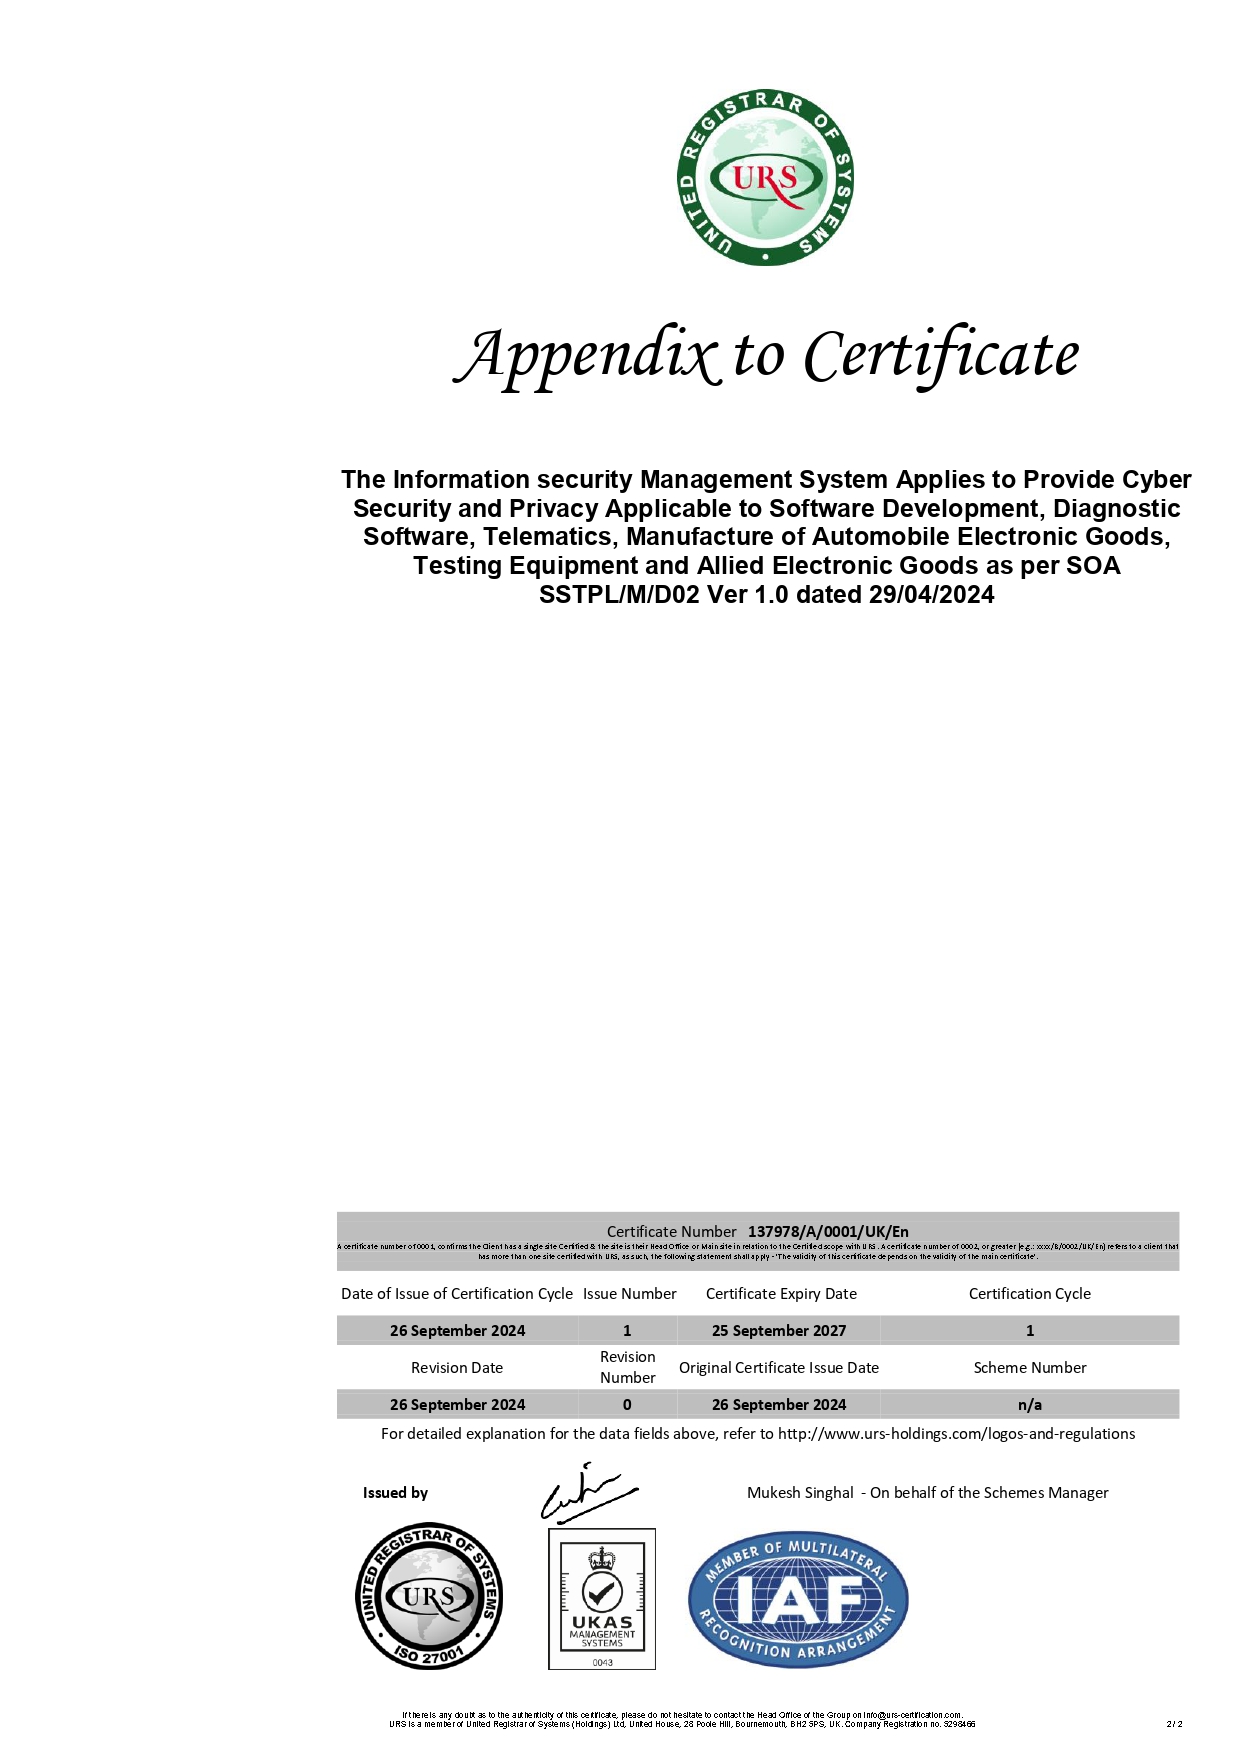 UNITED REGISTRAR OF SYSTEMS
URS
Appendix to Certificate
The Information security Management System Applies to Provide Cyber
Security and Privacy Applicable to Software Development, Diagnostic
Software, Telematics, Manufacture of Automobile Electronic Goods,
Testing Equipment and Allied Electronic Goods as per SOA
SSTPL/M/D02 Ver 1.0 dated 29/04/2024
Certificate Number 137978/A/0001/UK/En
A certificate number of 0001, confirms the Client has a single site Certified & the site is their Head Office or Main site in relation to the Certified scope with URS. A certificate number of 0002, or greater (e.g.: xxxx/B/0002/UK/En) refers to a client that
has more than one site certified with URS, as such, the following statement shall apply - 'The validity of this certificate depends on the validity of the main certificate'.
Date of Issue of Certification Cycle Issue Number Certificate Expiry Date Certification Cycle
26 September 2024 1 25 September 2027 1
Revision Date Revision Number Original Certificate Issue Date Scheme Number
26 September 2024 0 26 September 2024 n/a
For detailed explanation for the data fields above, refer to http://www.urs-holdings.com/logos-and-regulations
Issued by Mukesh Singhal - On behalf of the Schemes Manager
UNITED REGISTRAR OF SYSTEMS
URS
ISO 27001
UKAS
MANAGEMENT
SYSTEMS
0043
MEMBER OF MULTILATERAL
IAF
RECOGNITION ARRANGEMENT
If there is any doubt as to the authenticity of this certificate, please do not hesitate to contact the Head Office of the Group on info@urs-certification.com.
URS is a member of United Registrar of Systems (Holdings) Ltd, United House, 28 Poole Hill, Bournemouth, BH2 5PS, UK. Company Registration no. 5298466
2 / 2